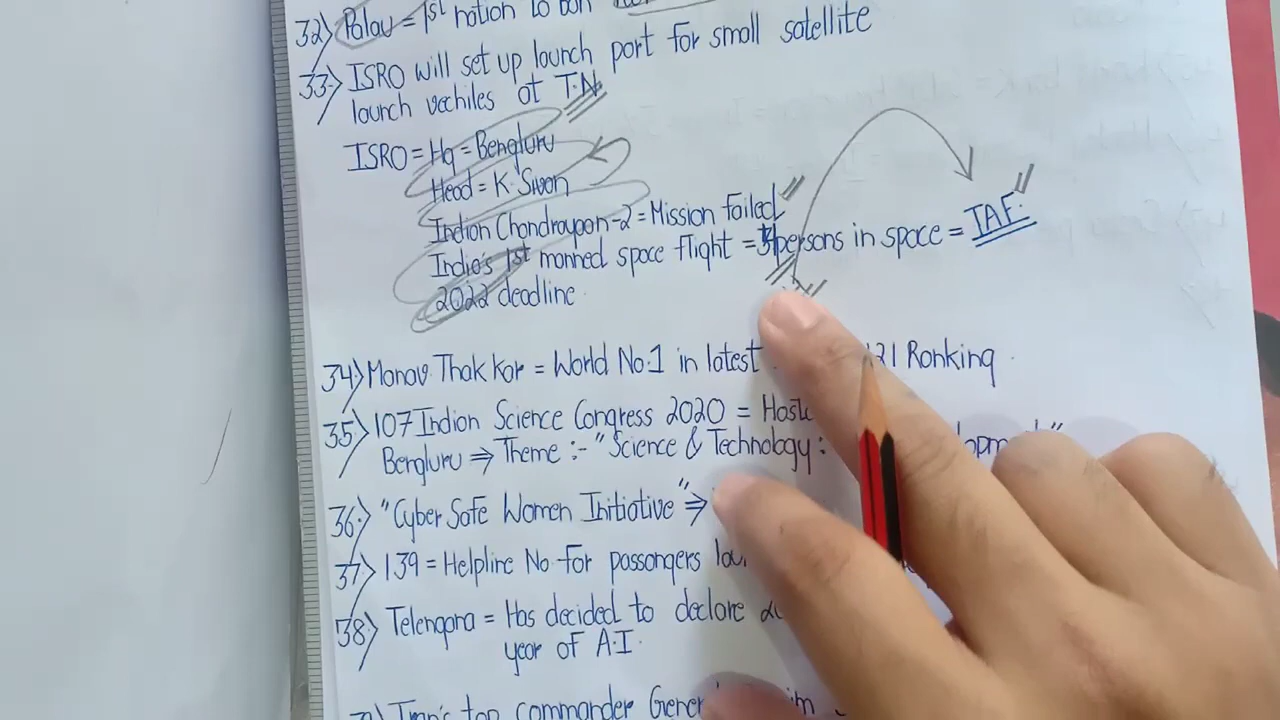 32) Palau = 1st nation to ban
33) ISRO will set up launch port for small satellite
launch vechiles at T.N.
ISRO = Hq = Bengluru
Head = K. Sivan
Indian Chandrayaan-2 = Mission failed
India's 1st manned space flight = persons in space = IAF.
2022 deadline.
34) Manav Thakkar = World No.1 in latest 21 Ranking.
35) 107 Indian Science Congress 2020 =
Bengluru ⇒ Theme :- "Science & Technology:
36) "Cyber Safe Women Initiative" ⇒
37) 139 = Helpline No. for passangers
38) Telengana = Has decided to declare
year of A.I.
Iran's top commander